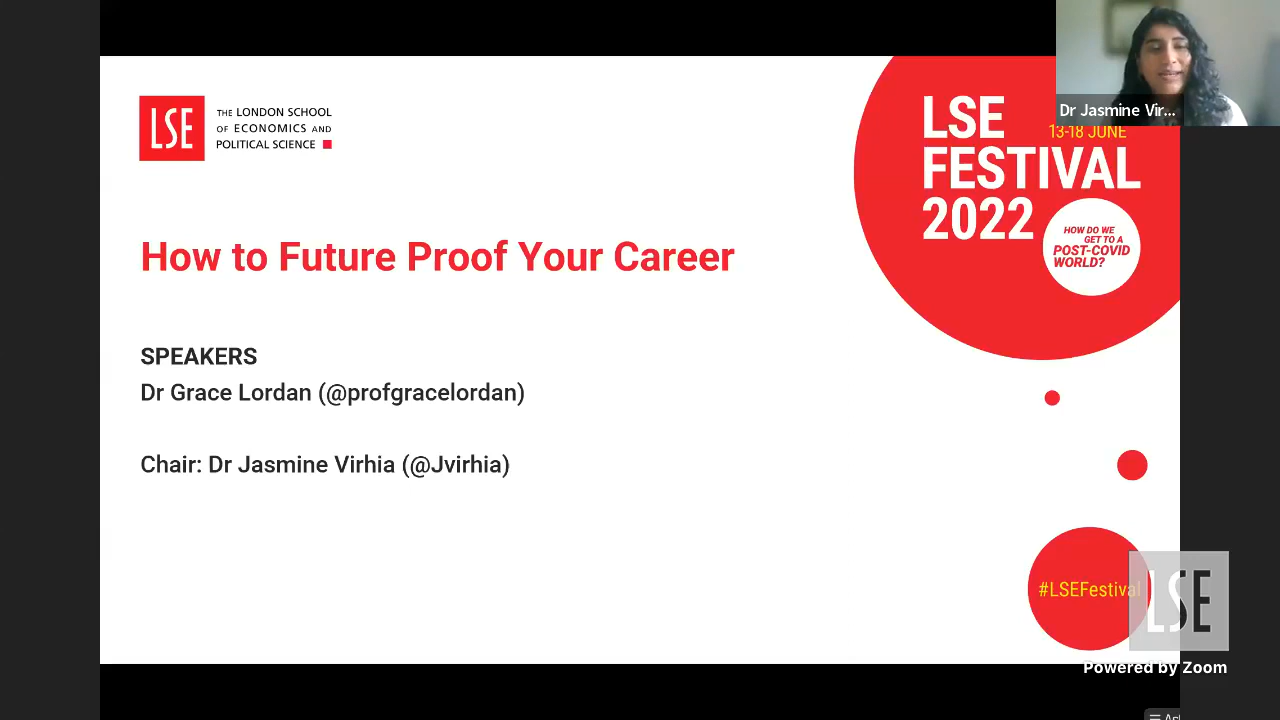 LSE
THE LONDON SCHOOL
OF ECONOMICS AND
POLITICAL SCIENCE
LSE
13-18 JUNE
FESTIVAL
2022
HOW DO WE
GET TO A
POST-COVID
WORLD?
Dr Jasmine Vir...
How to Future Proof Your Career
SPEAKERS
Dr Grace Lordan (@profgracelordan)
Chair: Dr Jasmine Virhia (@Jvirhia)
#LSEFestival
LSE
Powered by Zoom